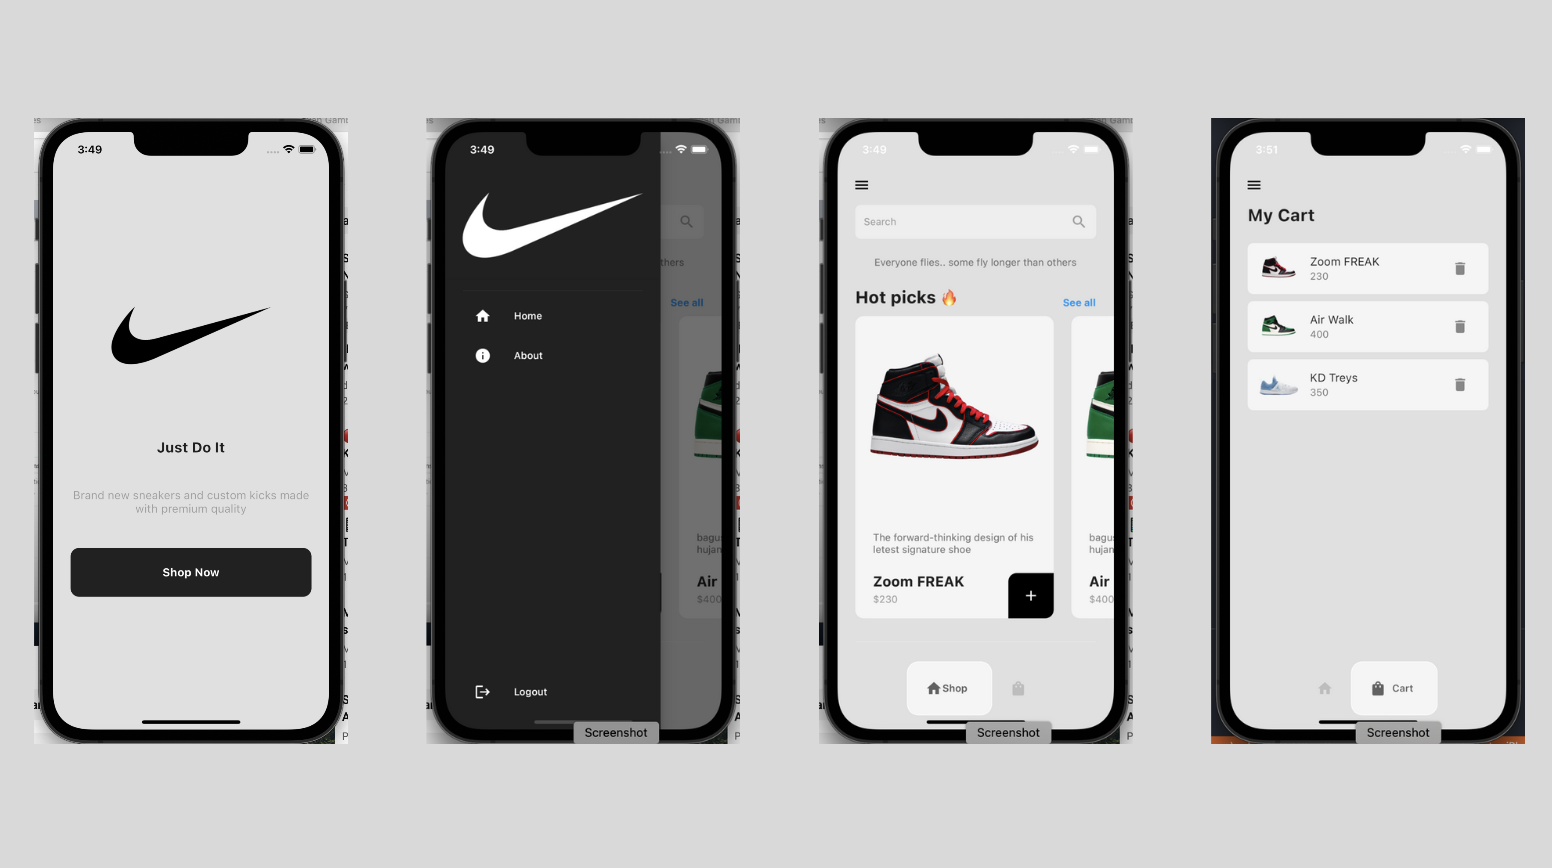 3:49
Just Do It
Brand new sneakers and custom kicks made
with premium quality
Shop Now
3:49
thers
See all
Home
About
bagu
hujan
Air
$400
Logout
Screenshot
3:49
Search
Everyone flies.. some fly longer than others
Hot picks 🔥
See all
The forward-thinking design of his
letest signature shoe
Zoom FREAK
$230
+
bagus
hujan
Air
$400
Shop
Screenshot
3:51
My Cart
Zoom FREAK
230
Air Walk
400
KD Treys
350
Cart
Screenshot